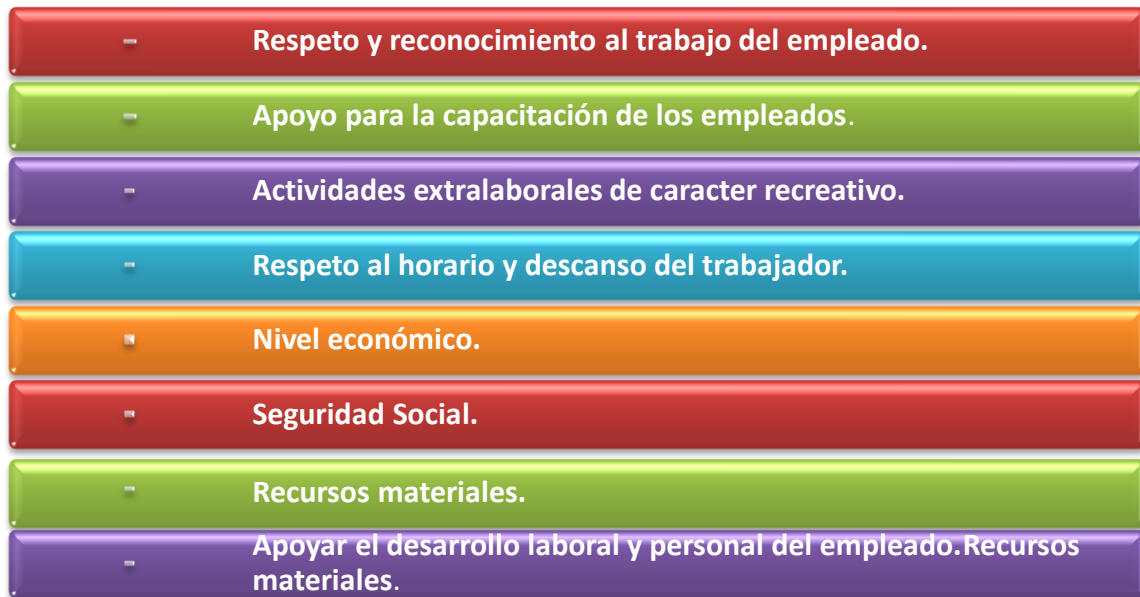 - Respeto y reconocimiento al trabajo del empleado.
- Apoyo para la capacitación de los empleados.
- Actividades extralaborales de caracter recreativo.
- Respeto al horario y descanso del trabajador.
- Nivel económico.
- Seguridad Social.
- Recursos materiales.
- Apoyar el desarrollo laboral y personal del empleado.Recursos
materiales.